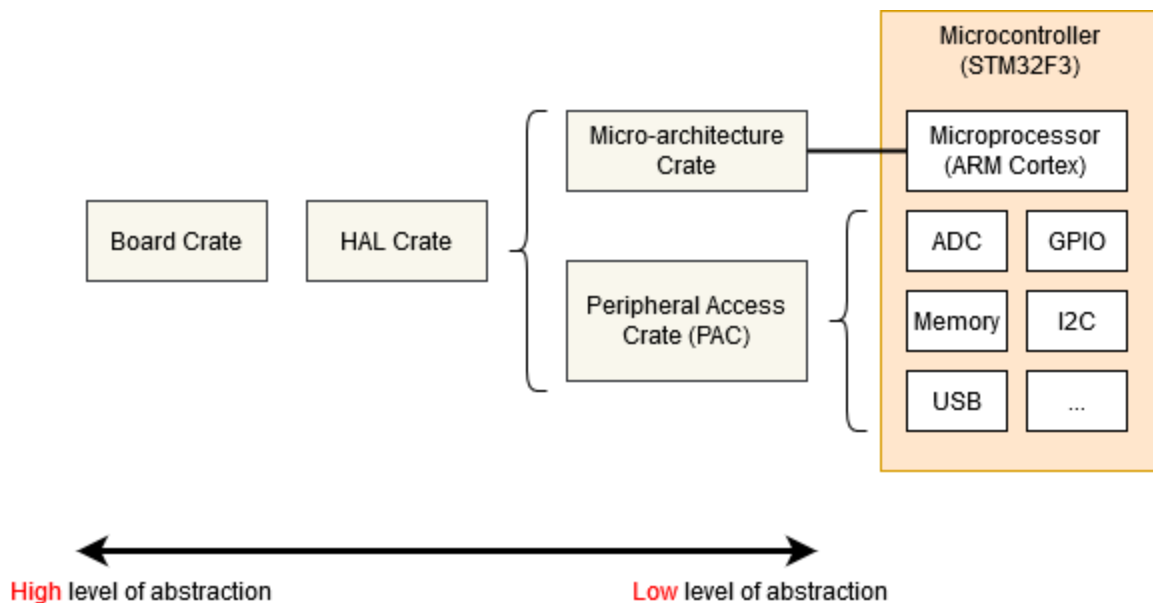 Microcontroller
(STM32F3)
Micro-architecture
Crate
Microprocessor
(ARM Cortex)
Board Crate
HAL Crate
ADC
GPIO
Peripheral Access
Crate (PAC)
Memory
I2C
USB
...
High level of abstraction
Low level of abstraction